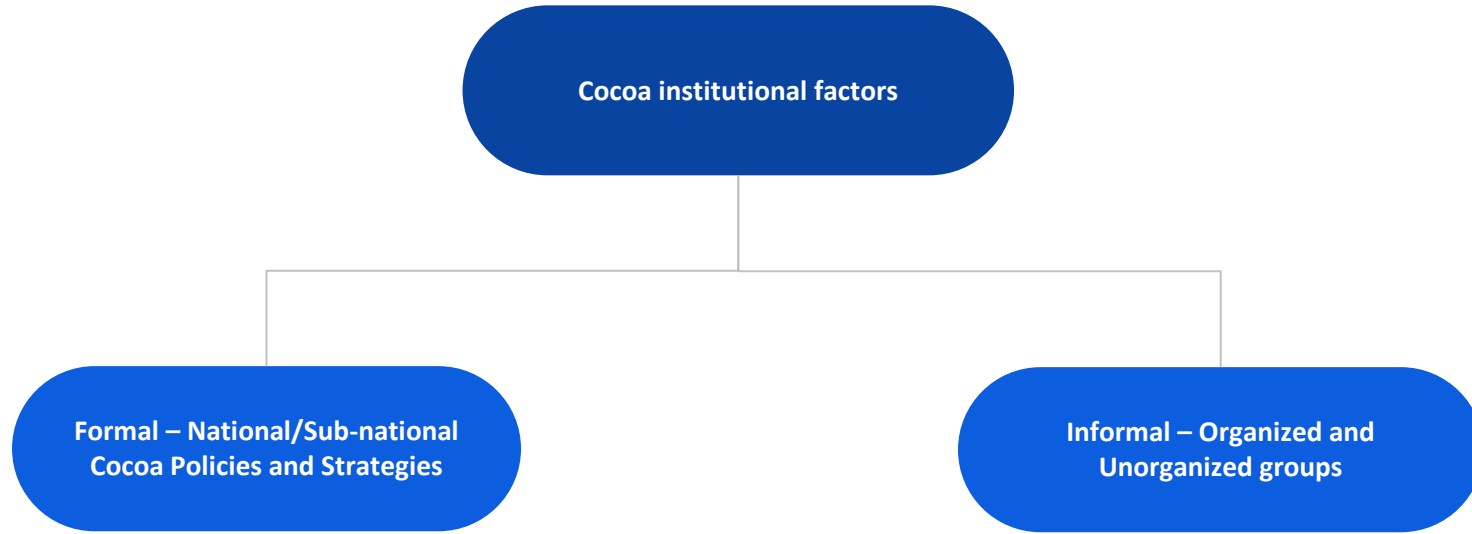 Cocoa institutional factors
Formal – National/Sub-national
Cocoa Policies and Strategies
Informal – Organized and
Unorganized groups